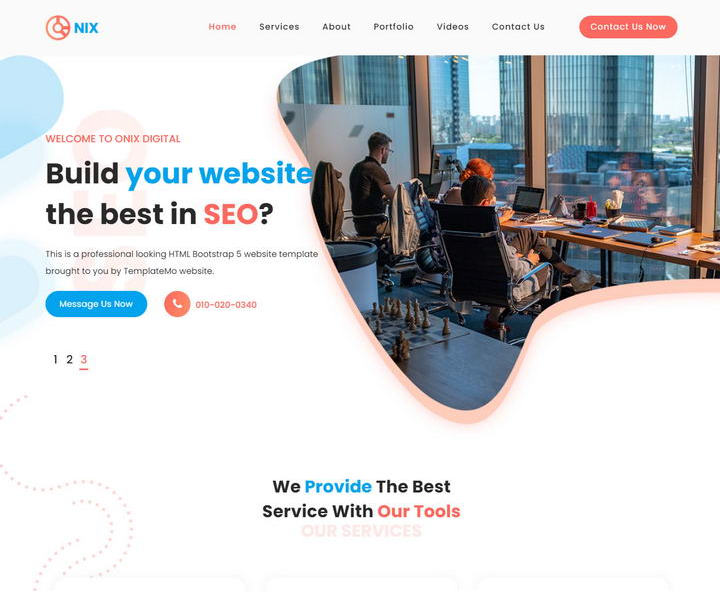 NIX
Home Services About Portfolio Videos Contact Us Contact Us Now
WELCOME TO ONIX DIGITAL
Build your website
the best in SEO?
This is a professional looking HTML Bootstrap 5 website template
brought to you by TemplateMo website.
Message Us Now 010-020-0340
1 2 3
We Provide The Best
Service With Our Tools
OUR SERVICES